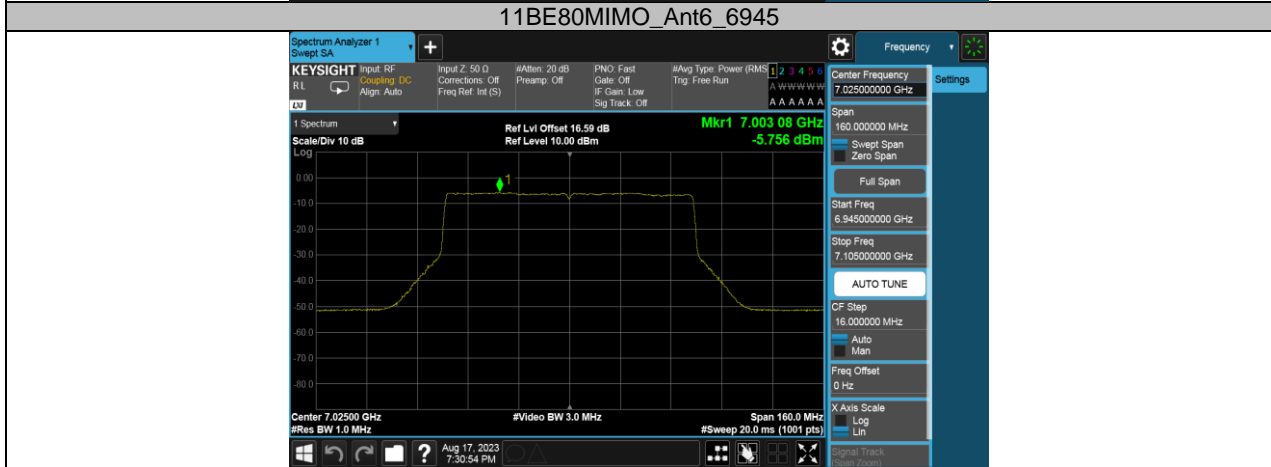 11BE80MIMO_Ant6_6945
Spectrum Analyzer 1
Swept SA
Frequency
KEYSIGHT
RL
LXI
Input: RF
Coupling: DC
Align: Auto
Input Z: 50 Ω
Corrections: Off
Freq Ref: Int (S)
#Atten: 20 dB
Preamp: Off
PNO: Fast
Gate: Off
IF Gain: Low
Sig Track: Off
#Avg Type: Power (RMS
Trig: Free Run
1 2 3 4 5 6
A W W W W W
A A A A A A
Center Frequency
7.025000000 GHz
Settings
Span
160.000000 MHz
Swept Span
Zero Span
Full Span
Start Freq
6.945000000 GHz
Stop Freq
7.105000000 GHz
AUTO TUNE
CF Step
16.000000 MHz
Auto
Man
Freq Offset
0 Hz
X Axis Scale
Log
Lin
Signal Track
(Span Zoom)
1 Spectrum
Scale/Div 10 dB
Log
Ref Lvl Offset 16.59 dB
Ref Level 10.00 dBm
Mkr1 7.003 08 GHz
-5.756 dBm
1
0.00
-10.0
-20.0
-30.0
-40.0
-50.0
-60.0
-70.0
-80.0
Center 7.02500 GHz
#Res BW 1.0 MHz
#Video BW 3.0 MHz
Span 160.0 MHz
#Sweep 20.0 ms (1001 pts)
?
Aug 17, 2023
7:30:54 PM